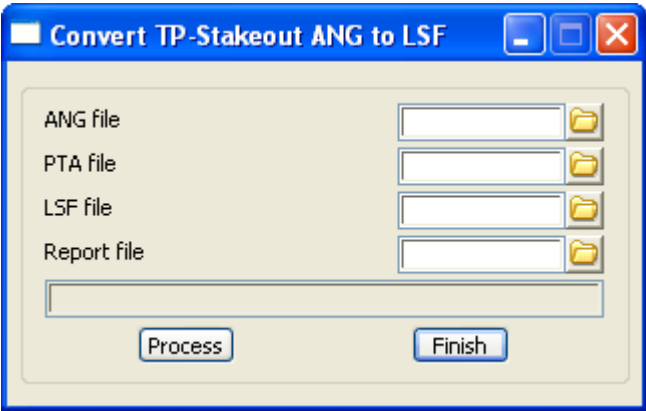 Convert TP-Stakeout ANG to LSF
ANG file
PTA file
LSF file
Report file
Process Finish